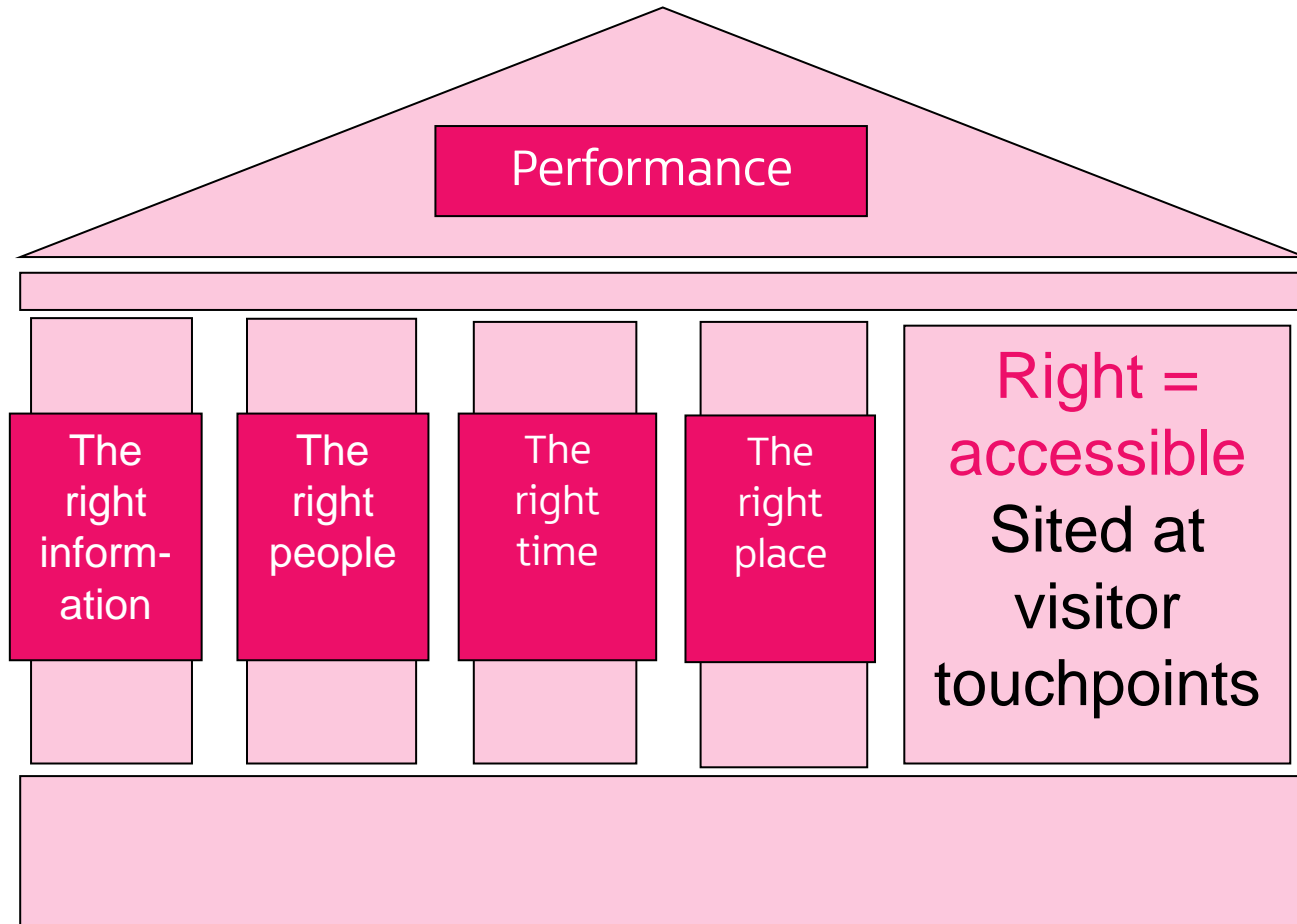 Performance
The
right
inform-
ation
The
right
people
The
right
time
The
right
place
Right =
accessible
Sited at
visitor
touchpoints